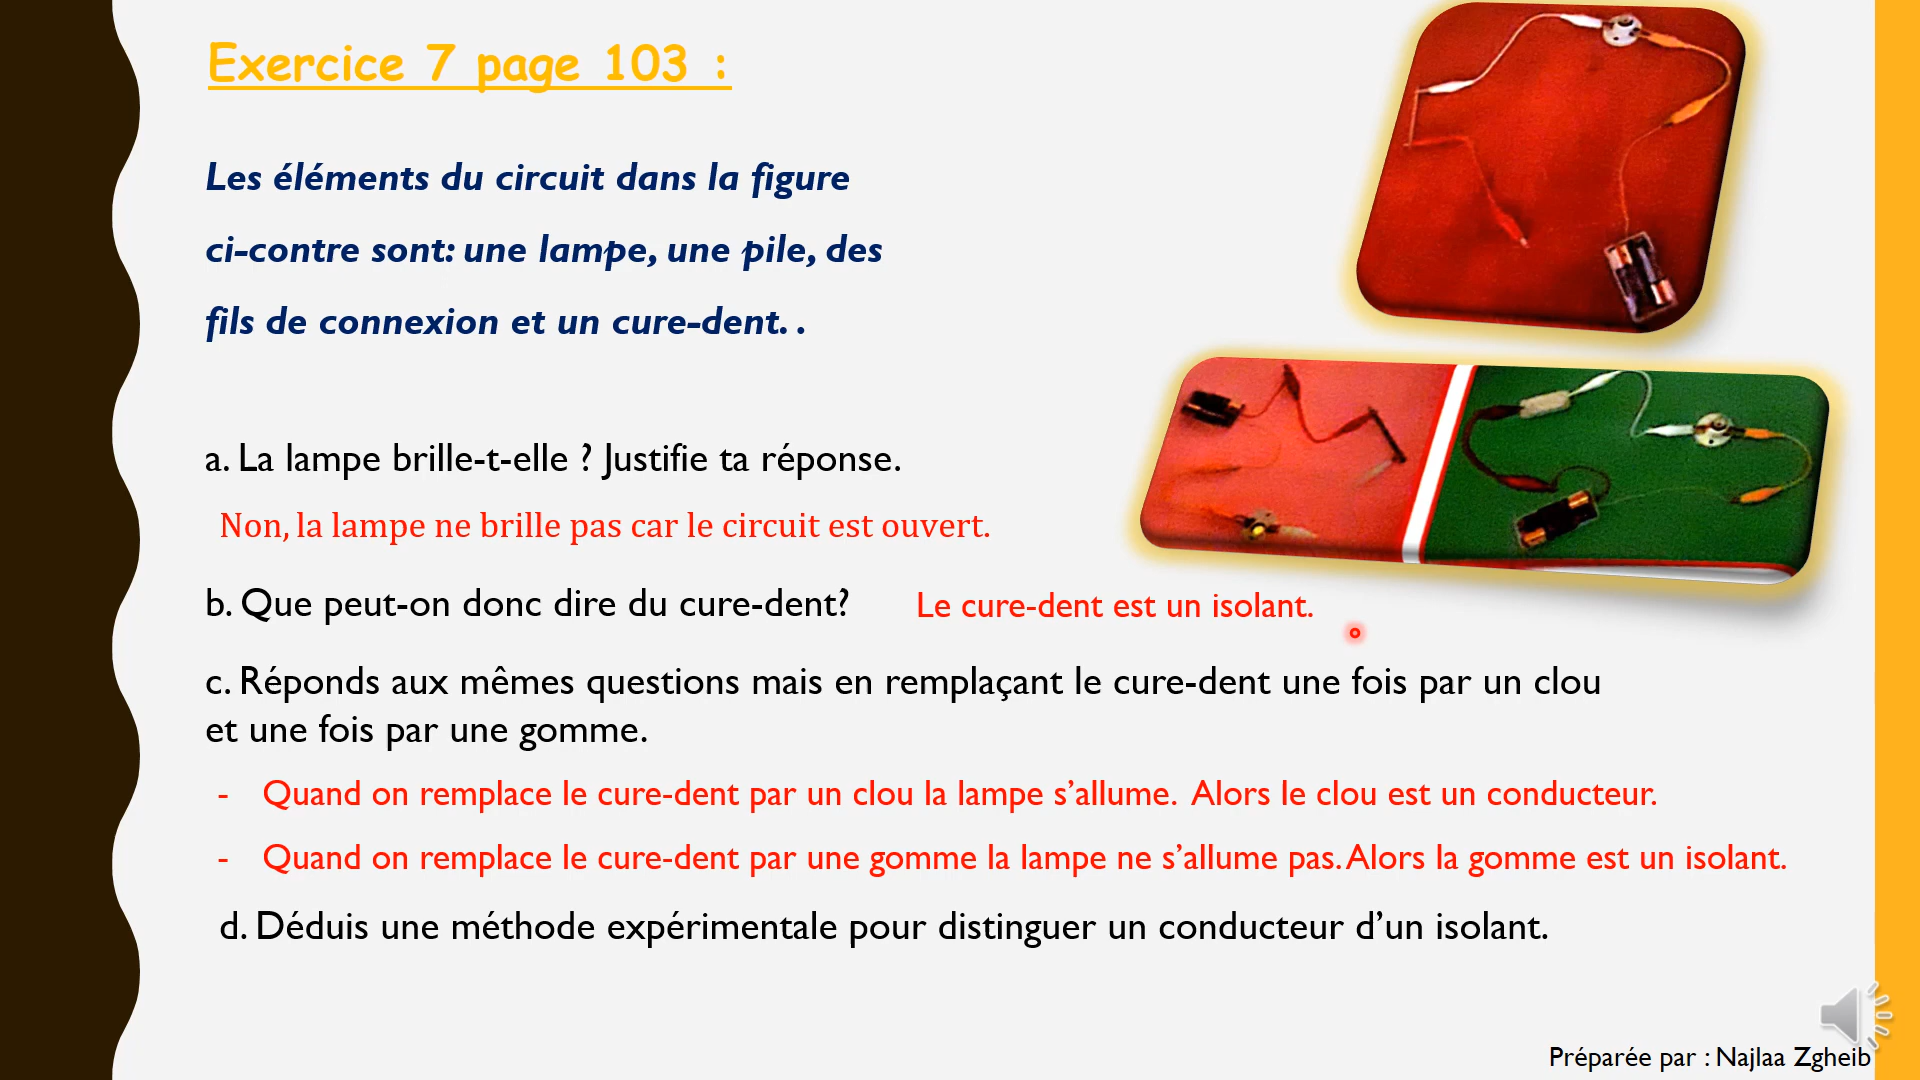 Exercice 7 page 103 :
Les éléments du circuit dans la figure
ci-contre sont: une lampe, une pile, des
fils de connexion et un cure-dent. .
a. La lampe brille-t-elle ? Justifie ta réponse.
Non, la lampe ne brille pas car le circuit est ouvert.
b. Que peut-on donc dire du cure-dent? Le cure-dent est un isolant.
c. Réponds aux mêmes questions mais en remplaçant le cure-dent une fois par un clou
et une fois par une gomme.
- Quand on remplace le cure-dent par un clou la lampe s’allume. Alors le clou est un conducteur.
- Quand on remplace le cure-dent par une gomme la lampe ne s’allume pas. Alors la gomme est un isolant.
d. Déduis une méthode expérimentale pour distinguer un conducteur d’un isolant.
Préparée par : Najlaa Zgheib